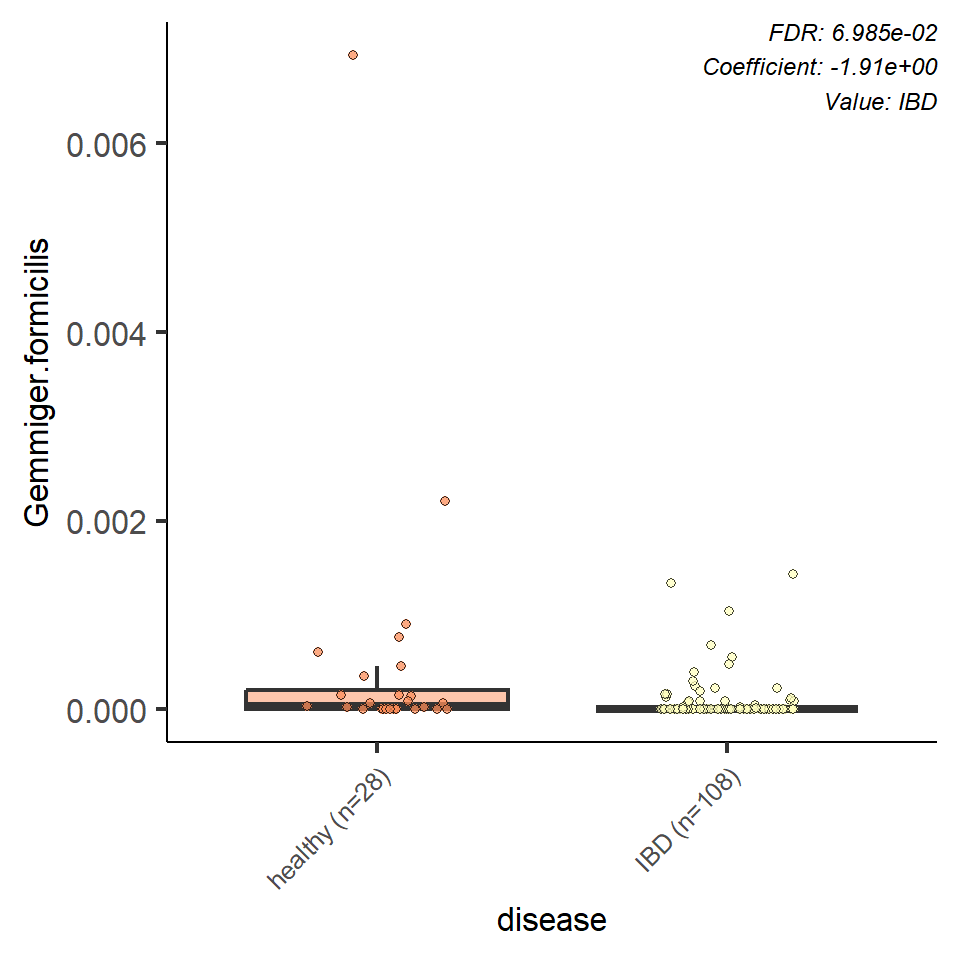 FDR: 6.985e-02
Coefficient: -1.91e+00
Value: IBD
Gemmiger.formicilis
0.006
0.004
0.002
0.000
healthy (n=28)
IBD (n=108)
disease